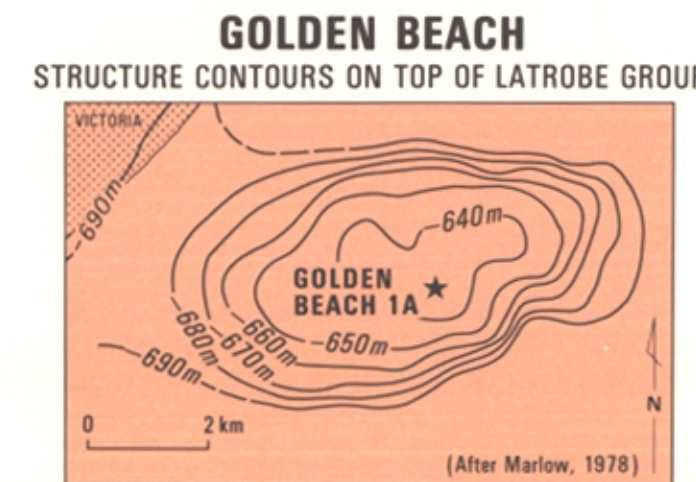 GOLDEN BEACH
STRUCTURE CONTOURS ON TOP OF LATROBE GROUP
VICTORIA
-690m-
-640m
GOLDEN
BEACH 1A
-650m
-660m
-670m
-680m
-690m
0 2 km
N
(After Marlow, 1978)